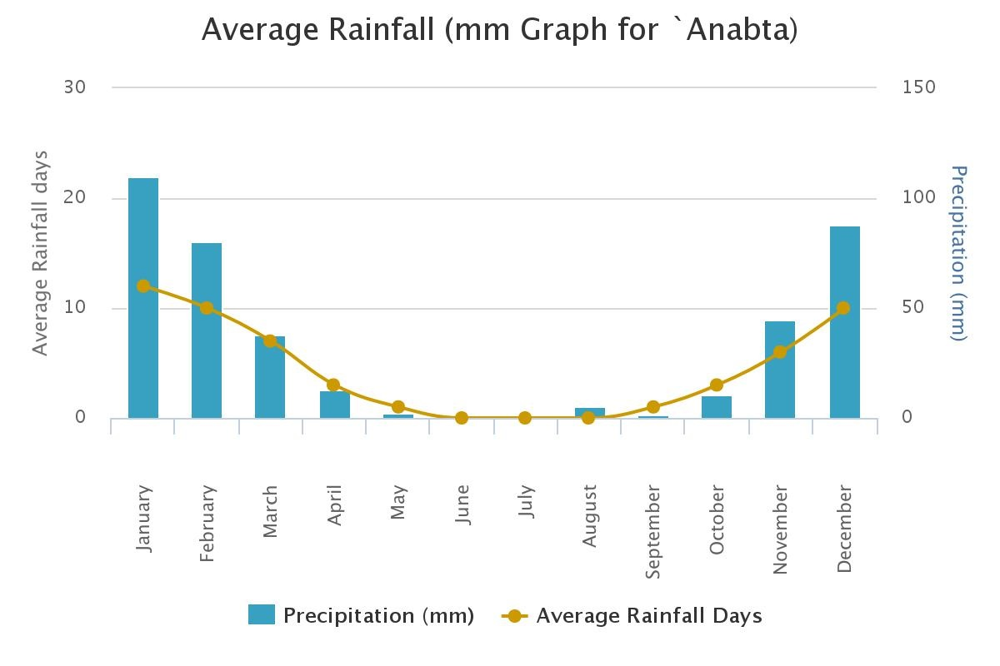 Average Rainfall (mm Graph for `Anabta)
30
20
10
0
Average Rainfall days
150
100
50
0
Precipitation (mm)
January
February
March
April
May
June
July
August
September
October
November
December
Precipitation (mm)
Average Rainfall Days